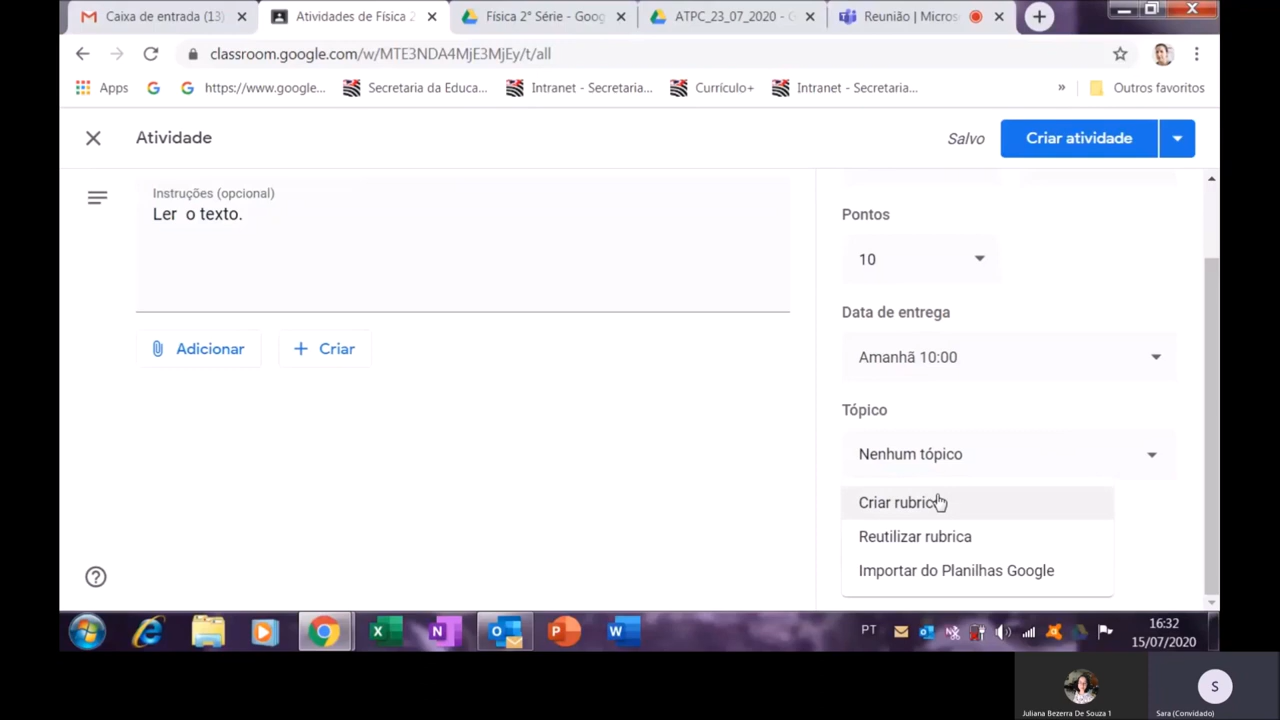 Caixa de entrada (13)
Atividades de Física 2
Física 2° Série - Goog
ATPC_23_07_2020 - G
Reunião | Micros
classroom.google.com/w/MTE3NDA4MjE3MjEy/t/all
Apps
https://www.google...
Secretaria da Educa...
Intranet - Secretaria...
Currículo+
Intranet - Secretaria...
»
Outros favoritos
Atividade
Salvo
Criar atividade
Instruções (opcional)
Ler o texto.
Adicionar
Criar
Pontos
10
Data de entrega
Amanhã 10:00
Tópico
Nenhum tópico
Criar rubrica
Reutilizar rubrica
Importar do Planilhas Google
PT
16:32
15/07/2020
S
Juliana Bezerra De Souza 1
Sara (Convidado)